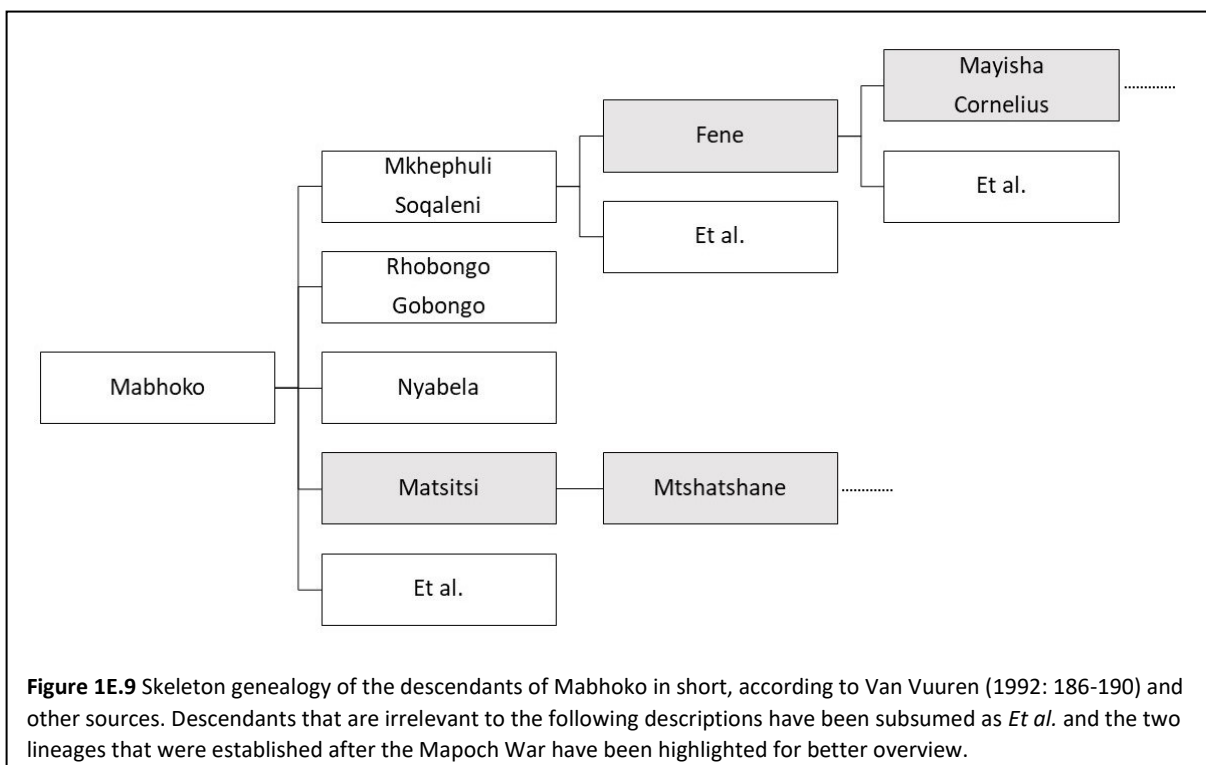 Mayisha
Cornelius
Fene
Et al.
Mkhephuli
Soqaleni
Et al.
Rhobongo
Gobongo
Mabhoko
Nyabela
Matsitsi
Mtshatshane
Et al.
Figure 1E.9 Skeleton genealogy of the descendants of Mabhoko in short, according to Van Vuuren (1992: 186-190) and
other sources. Descendants that are irrelevant to the following descriptions have been subsumed as Et al. and the two
lineages that were established after the Mapoch War have been highlighted for better overview.